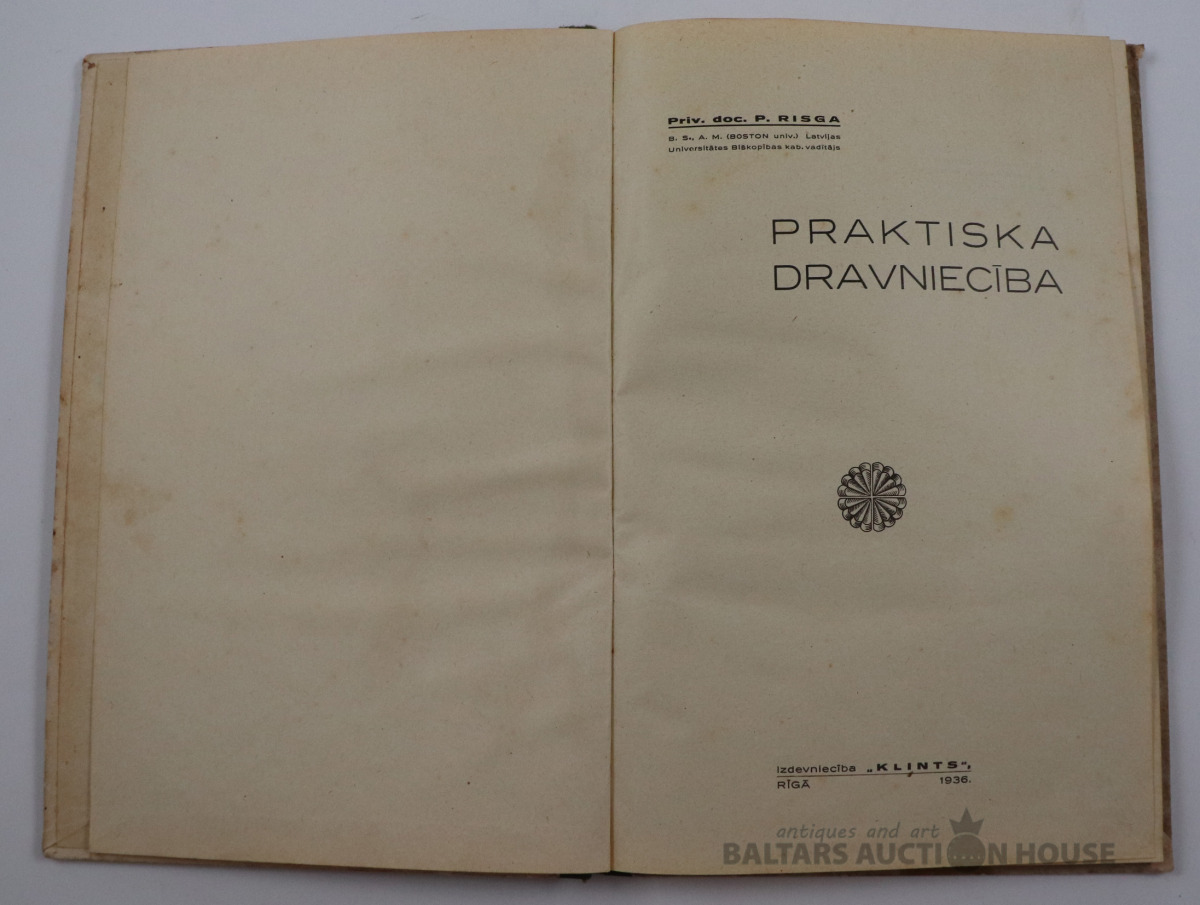 Priv. doc. P. RISGA
B. S., A. M. (BOSTON univ.) Latvijas
Universitātes Biškopības kab. vadītājs
PRAKTISKA
DRAVNIECĪBA
Izdevniecība „KLINTS“,
RĪGĀ 1936.
antiques and art
BALTARS AUCTION HOUSE